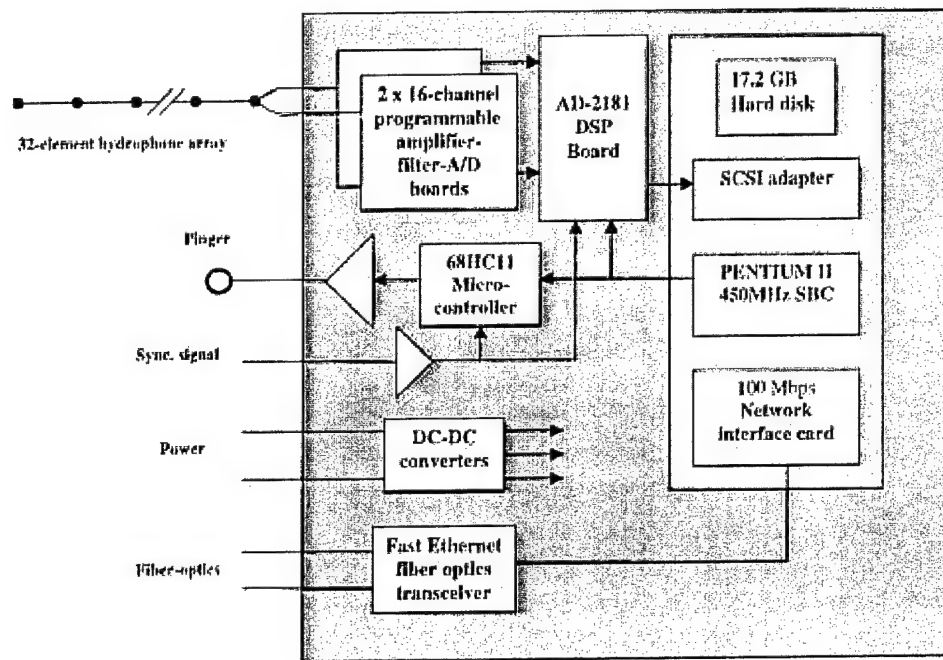 2 x 16-channel
programmable
amplifier-
filter-A/D
boards
AD-2181
DSP
Board
17.2 GB
Hard disk
32-element hydrophone array
SCSI adapter
Pinger
68HC11
Micro-
controller
PENTIUM II
450MHz SBC
Sync. signal
100 Mbps
Network
interface card
Power
DC-DC
converters
Fiber-optics
Fast Ethernet
fiber optics
transceiver